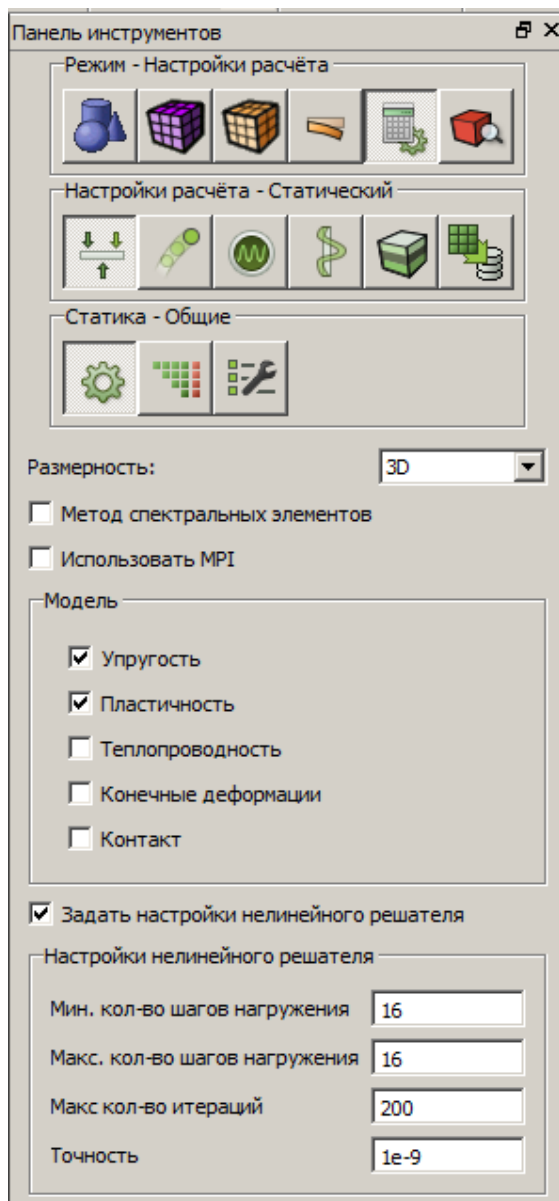 Панель инструментов
Режим - Настройки расчёта
Настройки расчёта - Статический
Статика - Общие
Размерность: 3D
Метод спектральных элементов
Использовать MPI
Модель
Упругость
Пластичность
Теплопроводность
Конечные деформации
Контакт
Задать настройки нелинейного решателя
Настройки нелинейного решателя
Мин. кол-во шагов нагружения 16
Макс. кол-во шагов нагружения 16
Макс кол-во итераций 200
Точность 1e-9